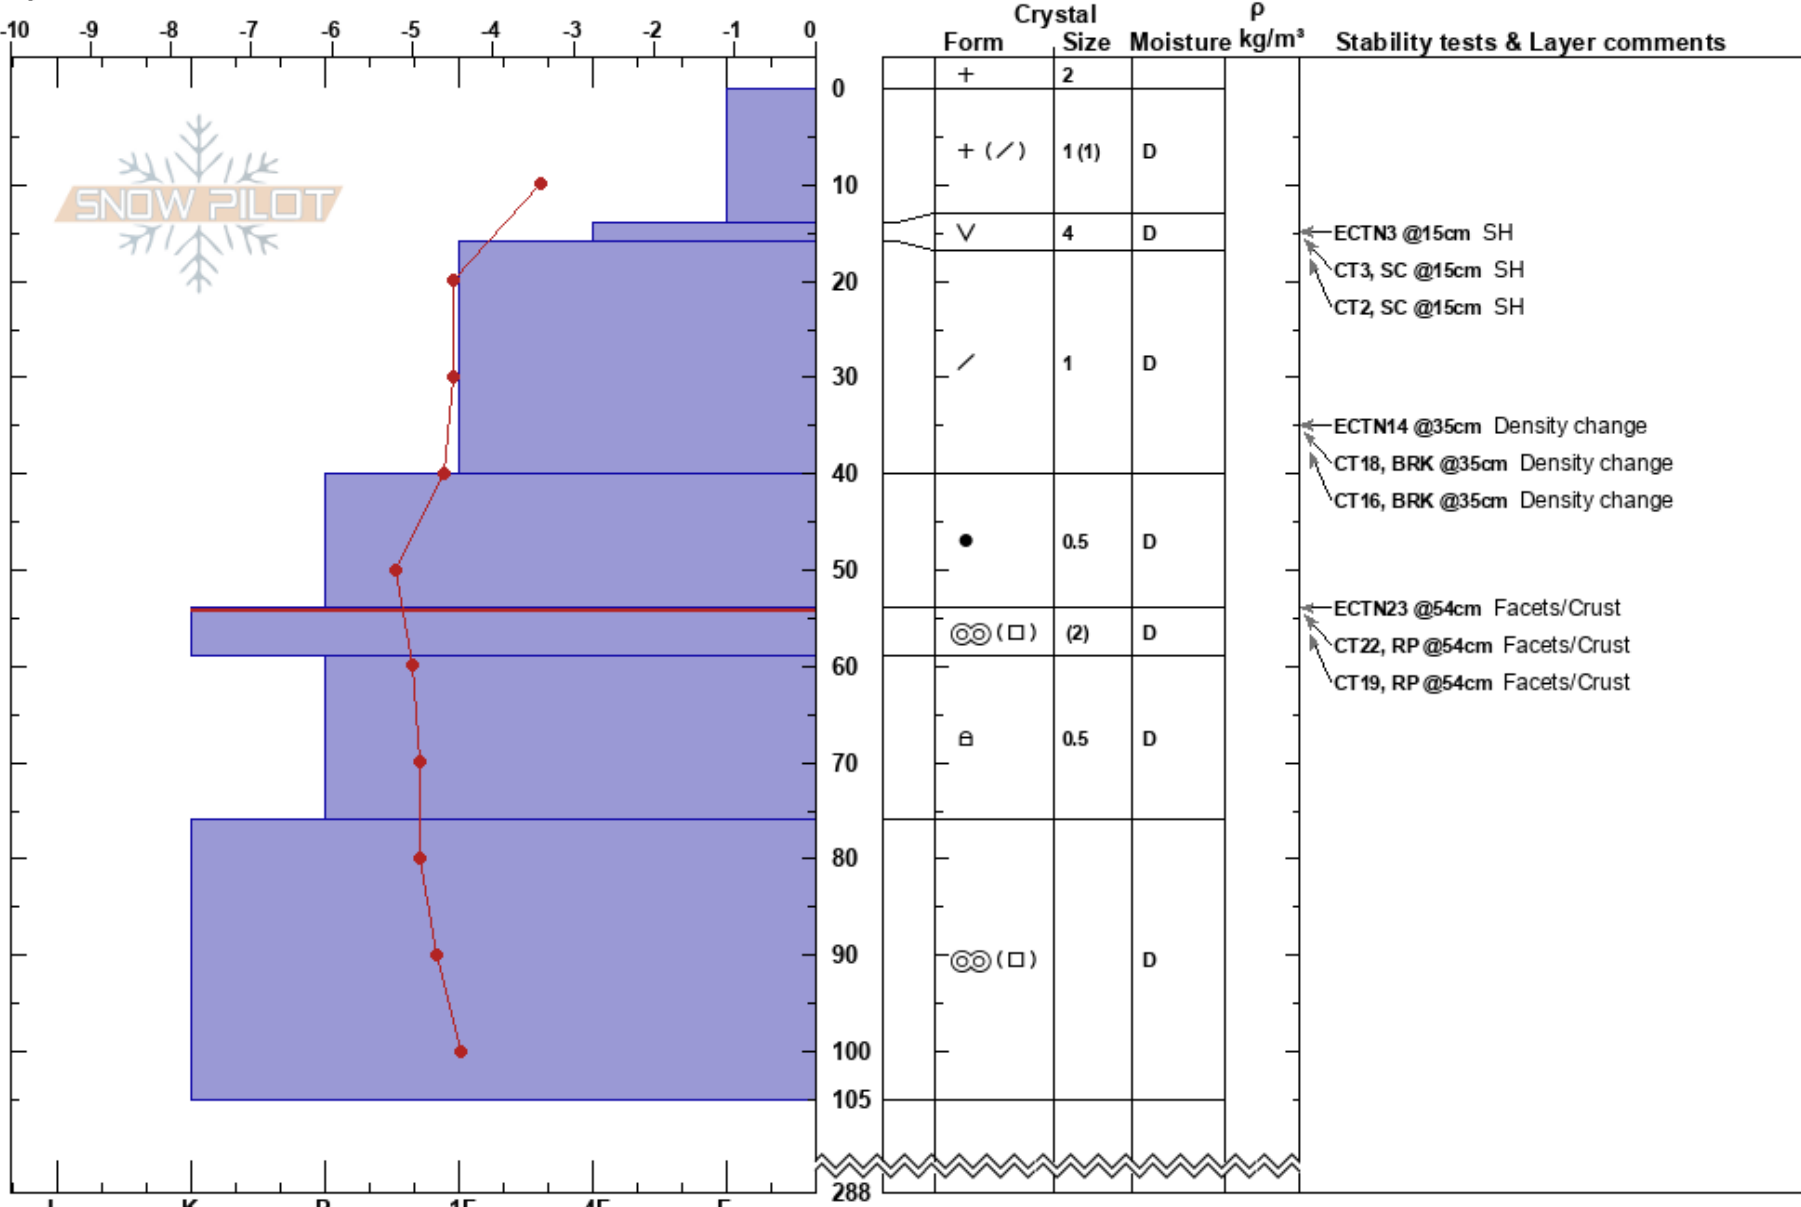 -10 -9 -8 -7 -6 -5 -4 -3 -2 -1 0
Crystal
Form Size Moisture
ρ
kg/m³
Stability tests & Layer comments
SNOW PILOT
0
10
20
30
40
50
60
70
80
90
100
105
288
+ 2
+ (/) 1 (1) D
V 4 D
/ 1 D
● 0.5 D
(2) D
0.5 D
D
ECTN3 @15cm SH
CT3, SC @15cm SH
CT2, SC @15cm SH
ECTN14 @35cm Density change
CT18, BRK @35cm Density change
CT16, BRK @35cm Density change
ECTN23 @54cm Facets/Crust
CT22, RP @54cm Facets/Crust
CT19, RP @54cm Facets/Crust